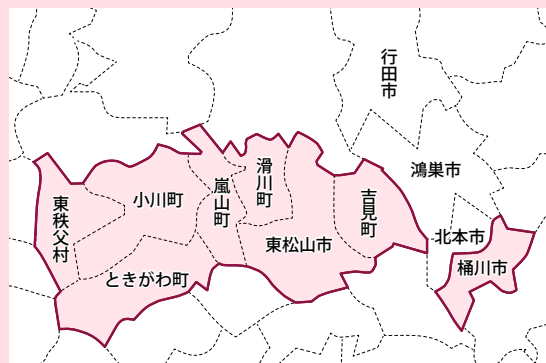 行田市
鴻巣市
滑川町
嵐山町
小川町
吉見町
東秩父村
北本市
東松山市
桶川市
ときがわ町